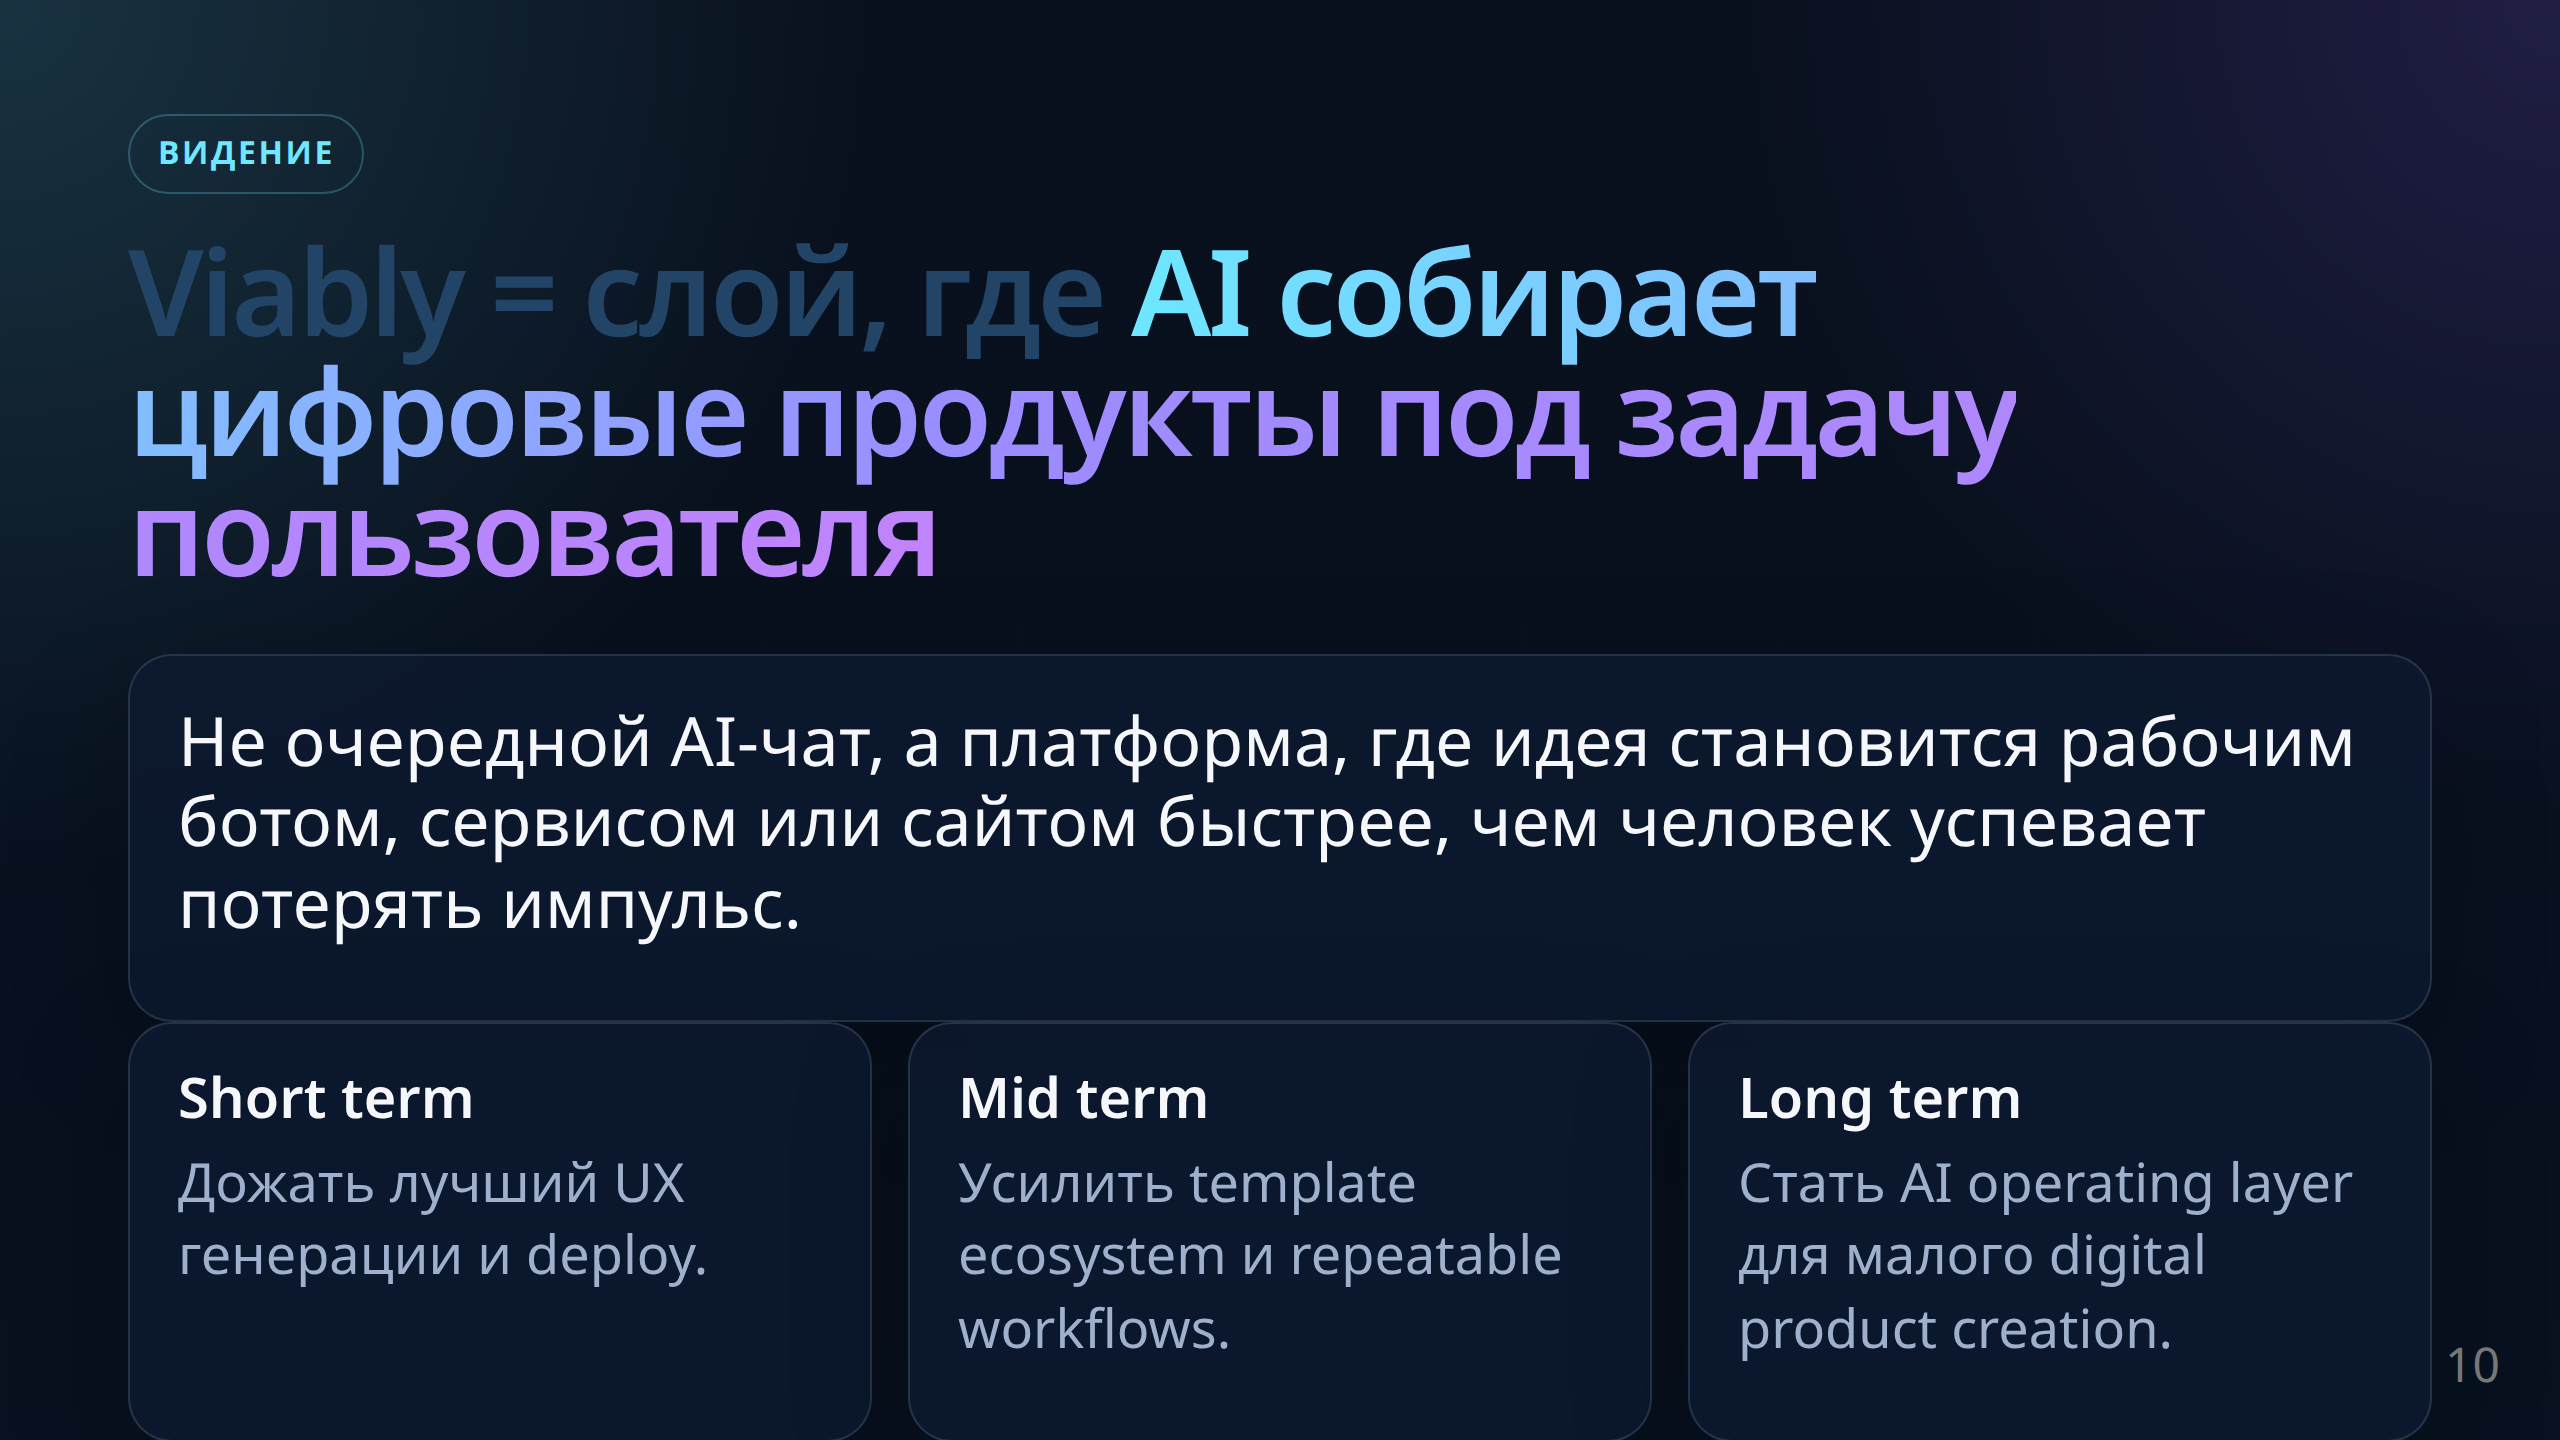 ВИДЕНИЕ
Viably = слой, где AI собирает
цифровые продукты под задачу
пользователя
Не очередной AI-чат, а платформа, где идея становится рабочим
ботом, сервисом или сайтом быстрее, чем человек успевает
потерять импульс.
Short term
Дожать лучший UX
генерации и deploy.
Mid term
Усилить template
ecosystem и repeatable
workflows.
Long term
Стать AI operating layer
для малого digital
product creation.
10